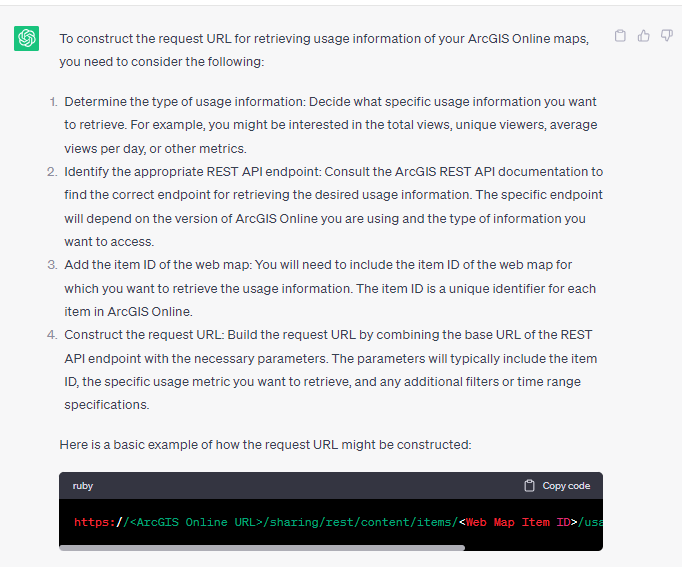 To construct the request URL for retrieving usage information of your ArcGIS Online maps,
you need to consider the following:
1. Determine the type of usage information: Decide what specific usage information you want
to retrieve. For example, you might be interested in the total views, unique viewers, average
views per day, or other metrics.
2. Identify the appropriate REST API endpoint: Consult the ArcGIS REST API documentation to
find the correct endpoint for retrieving the desired usage information. The specific endpoint
will depend on the version of ArcGIS Online you are using and the type of information you
want to access.
3. Add the item ID of the web map: You will need to include the item ID of the web map for
which you want to retrieve the usage information. The item ID is a unique identifier for each
item in ArcGIS Online.
4. Construct the request URL: Build the request URL by combining the base URL of the REST
API endpoint with the necessary parameters. The parameters will typically include the item
ID, the specific usage metric you want to retrieve, and any additional filters or time range
specifications.
Here is a basic example of how the request URL might be constructed:
ruby Copy code
https://<ArcGIS Online URL>/sharing/rest/content/items/<Web Map Item ID>/usa